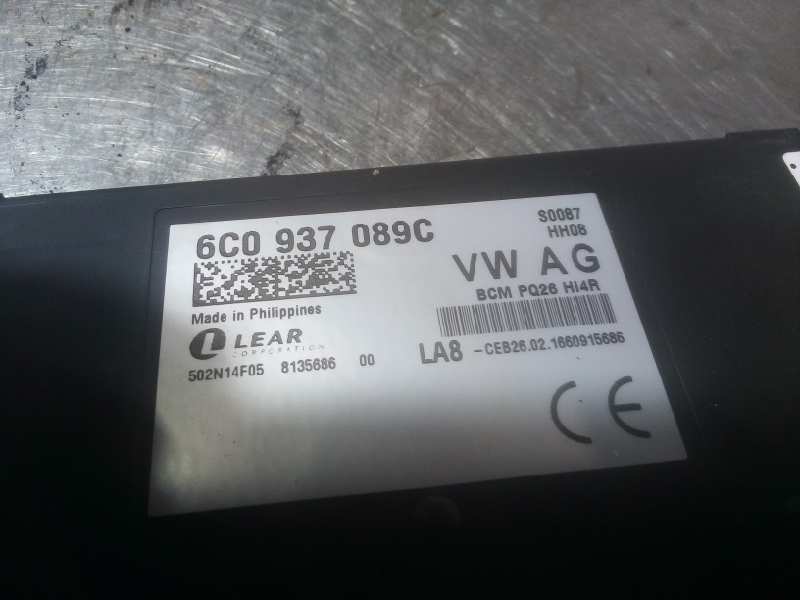 6C0 937 089C
S0087
HH08
VW AG
BCM PQ26 HI4R
Made in Philippines
LEAR
CORPORATION
502N14F05 8135686 00
LA8 -CEB26.02.1660915686
CE